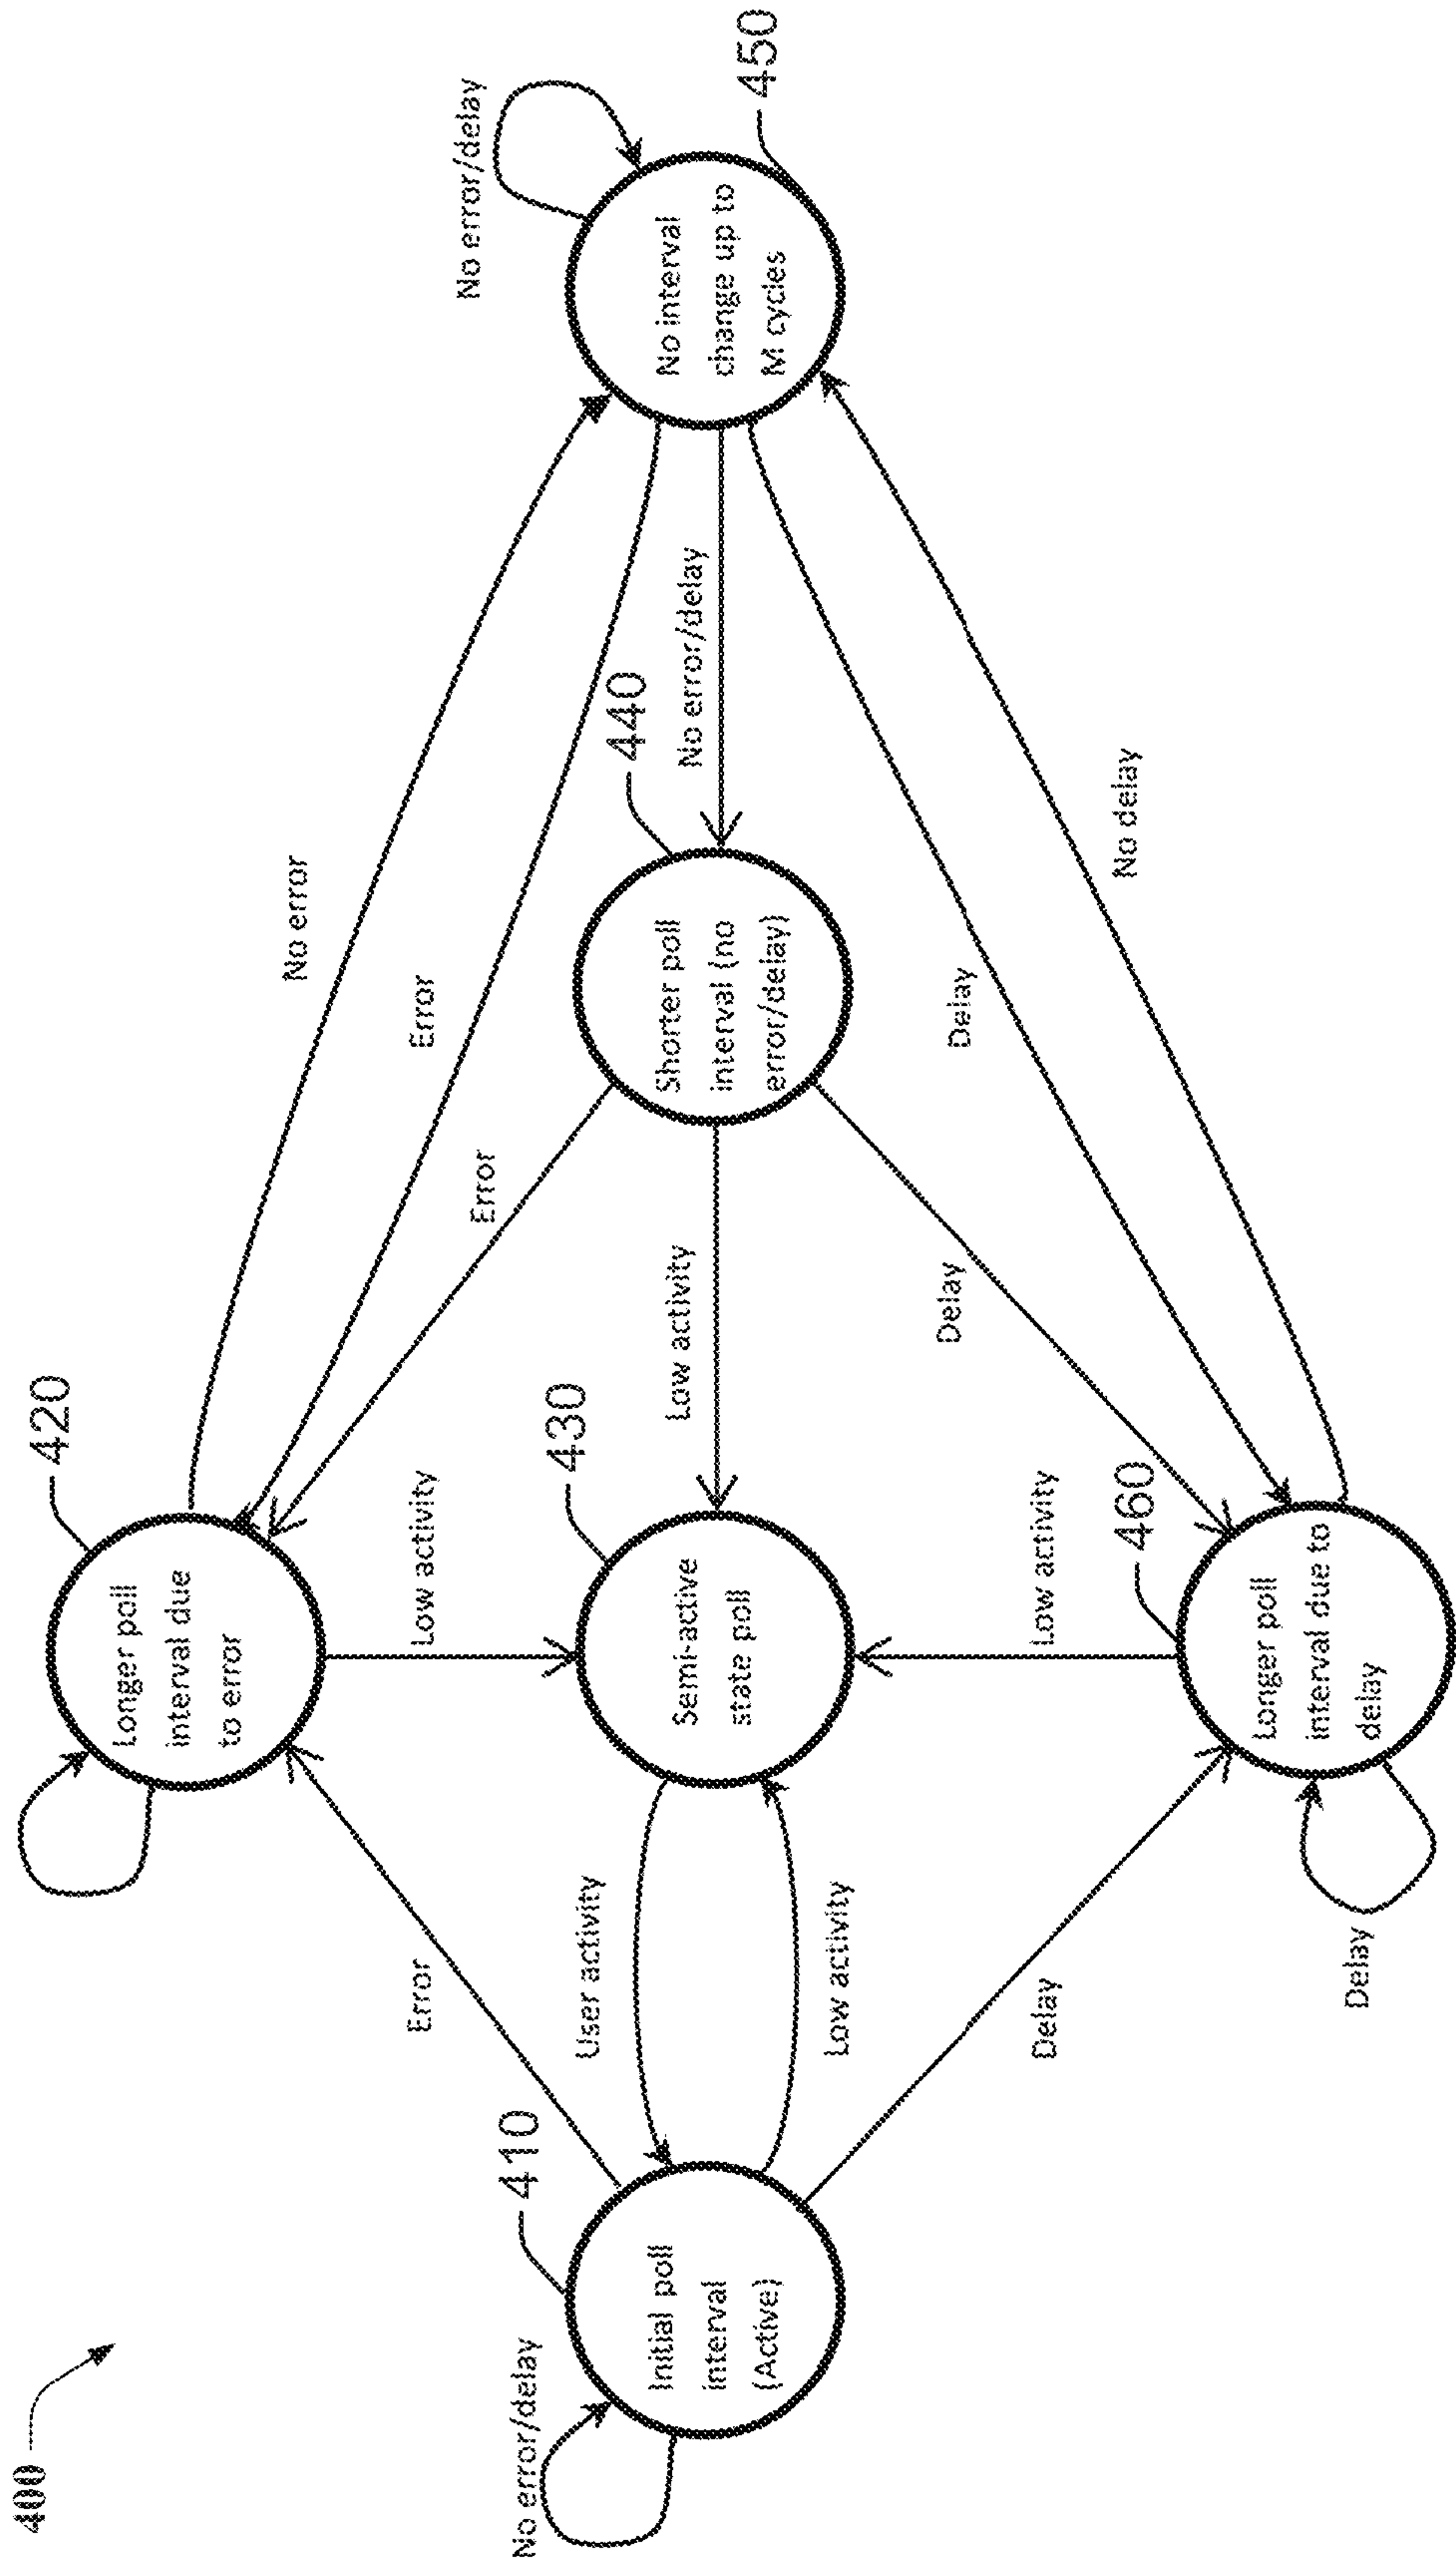 400
420
Longer poll
interval due
to error
No error
Error
Error
Error
Low activity
No error/delay
410
Initial poll
interval
(Active)
User activity
Low activity
430
Semi-active
state poll
Low activity
440
Shorter poll
interval (no
error/delay)
No error/delay
No error/delay
450
No interval
change up to
M cycles
Delay
Low activity
Delay
Delay
No delay
460
Longer poll
interval due to
delay
Delay